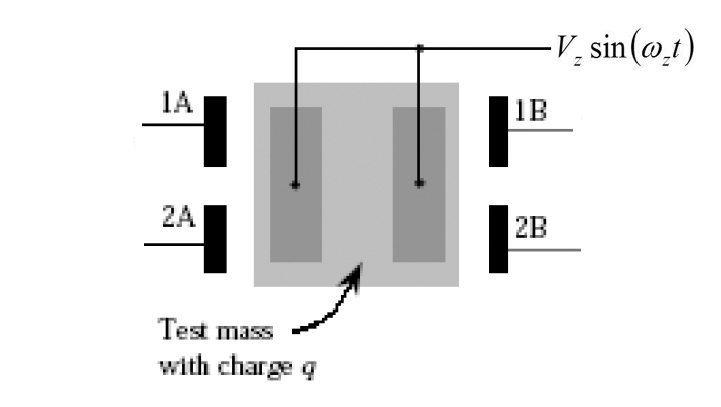 V_z sin(ω_z t)
1A
1B
2A
2B
Test mass
with charge q